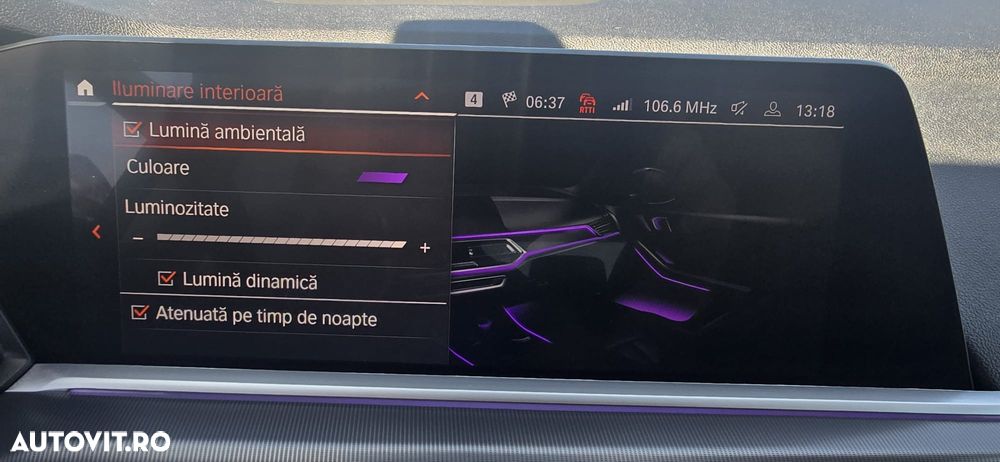 Iluminare interioară
4 06:37 RTTI 106.6 MHz 13:18
Lumină ambientală
Culoare
Luminozitate
− +
Lumină dinamică
Atenuată pe timp de noapte
AUTOVIT.RO